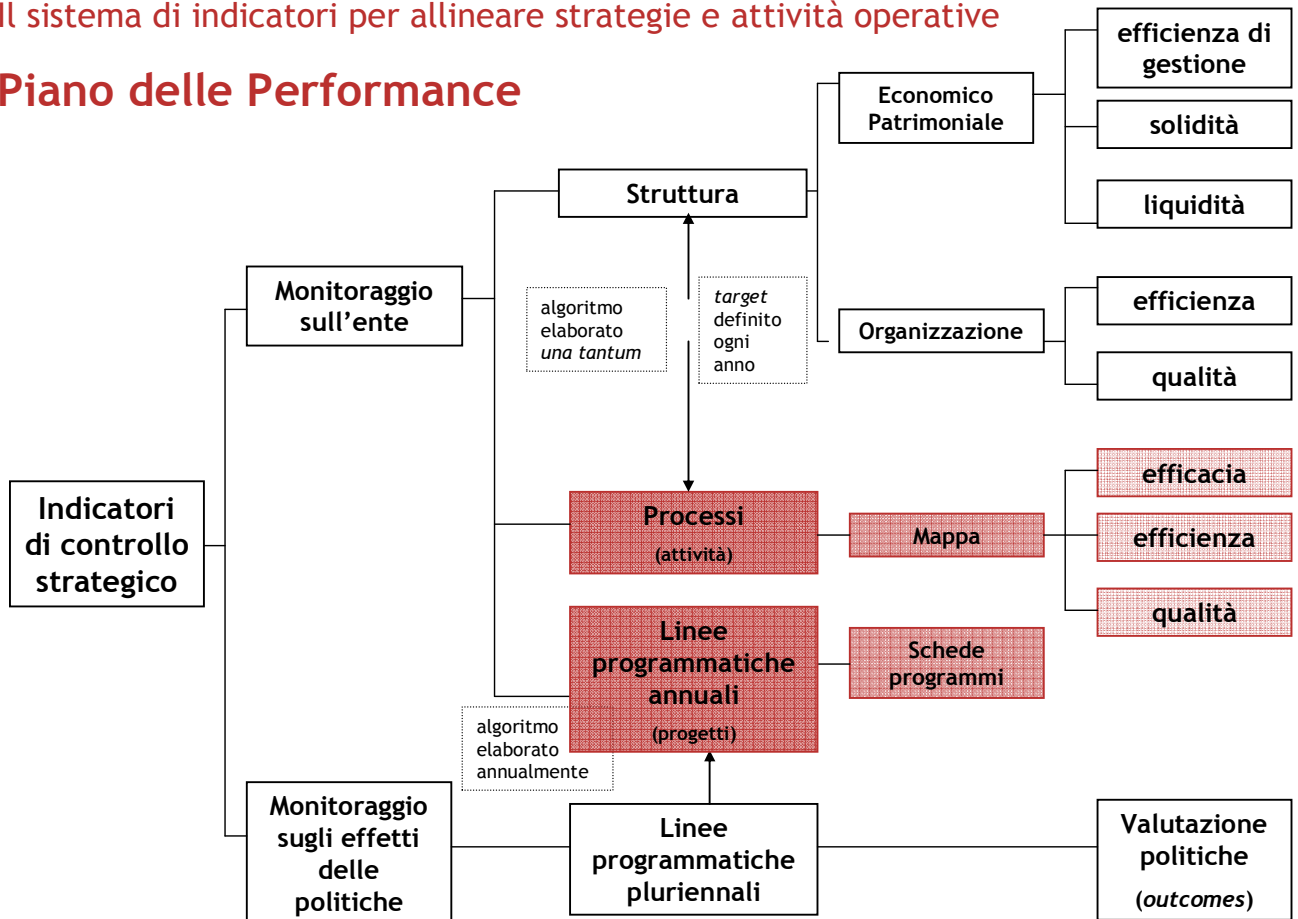 Il sistema di indicatori per allineare strategie e attività operative
Piano delle Performance
Indicatori
di controllo
strategico
Monitoraggio
sull'ente
Struttura
Economico
Patrimoniale
efficienza di
gestione
solidità
liquidità
algoritmo
elaborato
una tantum
target
definito
ogni
anno
Organizzazione
efficienza
qualità
Processi
(attività)
Mappa
efficacia
efficienza
qualità
Linee
programmatiche
annuali
(progetti)
Schede
programmi
algoritmo
elaborato
annualmente
Monitoraggio
sugli effetti
delle
politiche
Linee
programmatiche
pluriennali
Valutazione
politiche
(outcomes)